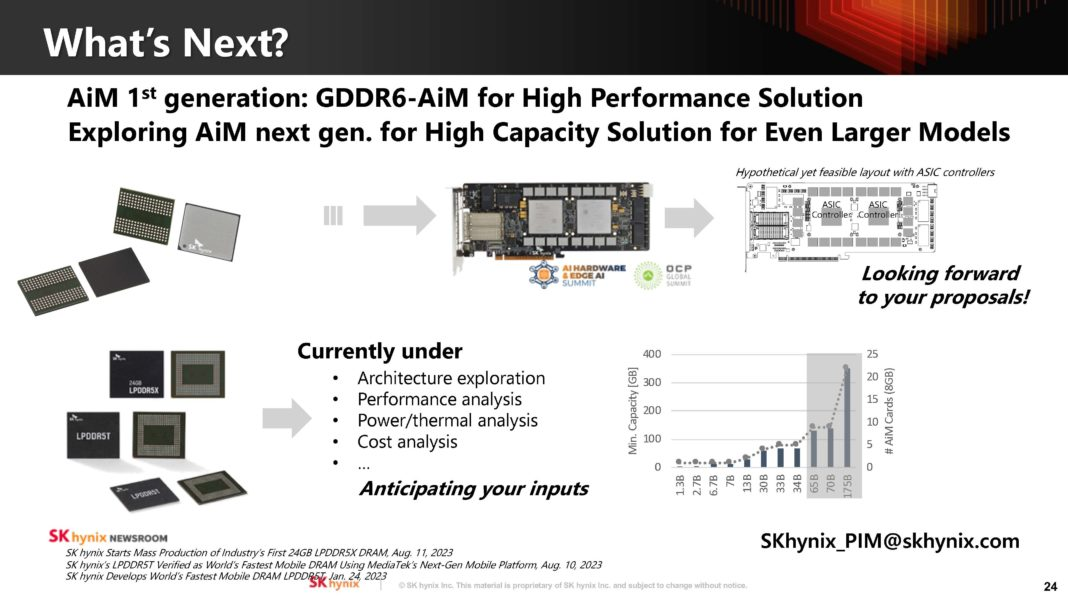 What's Next?
AiM 1st generation: GDDR6-AiM for High Performance Solution
Exploring AiM next gen. for High Capacity Solution for Even Larger Models
Hypothetical yet feasible layout with ASIC controllers
ASIC Controller
ASIC Controller
SK hynix
AI HARDWARE
& EDGE AI
SUMMIT
OCP
GLOBAL
SUMMIT
Looking forward
to your proposals!
24GB
LPDDR5X
LPDDR5T
LPDDR5T
Currently under
• Architecture exploration
• Performance analysis
• Power/thermal analysis
• Cost analysis
• ...
Anticipating your inputs
Min. Capacity [GB]
400
300
200
100
0
25
20
15
10
5
0
# AiM Cards (8GB)
1.3B
2.7B
6.7B
7B
13B
30B
33B
34B
65B
70B
175B
SK hynix NEWSROOM
SK hynix Starts Mass Production of Industry's First 24GB LPDDR5X DRAM, Aug. 11, 2023
SK hynix's LPDDR5T Verified as World's Fastest Mobile DRAM Using MediaTek's Next-Gen Mobile Platform, Aug. 10, 2023
SK hynix Develops World's Fastest Mobile DRAM LPDDR5T, Jan. 24, 2023
SKhynix_PIM@skhynix.com
SK hynix
© SK hynix Inc. This material is proprietary of SK hynix Inc. and subject to change without notice.
24